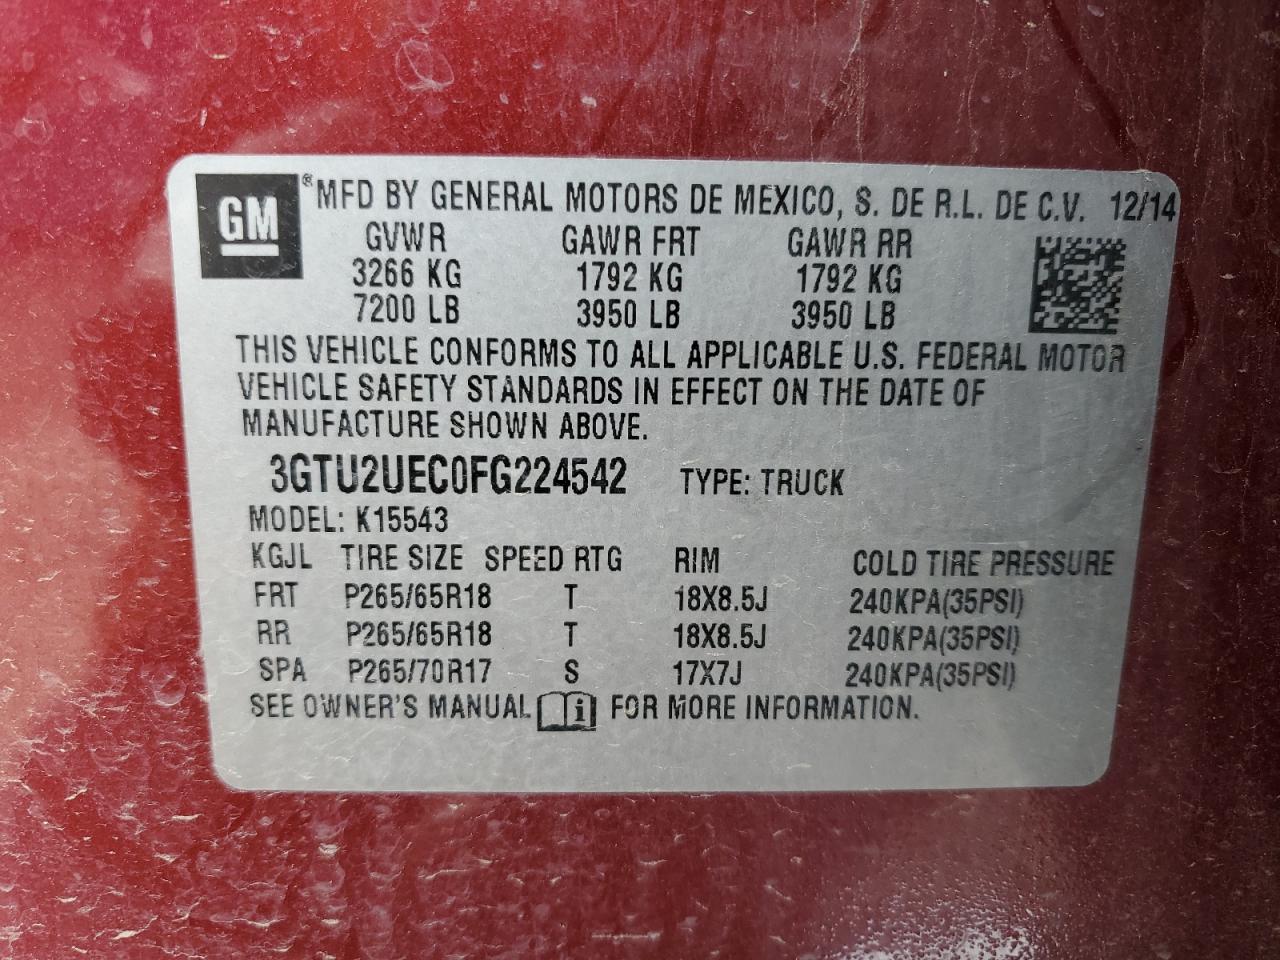 GM ® MFD BY GENERAL MOTORS DE MEXICO, S. DE R.L. DE C.V. 12/14
GVWR GAWR FRT GAWR RR
3266 KG 1792 KG 1792 KG
7200 LB 3950 LB 3950 LB
THIS VEHICLE CONFORMS TO ALL APPLICABLE U.S. FEDERAL MOTOR
VEHICLE SAFETY STANDARDS IN EFFECT ON THE DATE OF
MANUFACTURE SHOWN ABOVE.
3GTU2UEC0FG224542 TYPE: TRUCK
MODEL: K15543
KGJL TIRE SIZE SPEED RTG RIM COLD TIRE PRESSURE
FRT P265/65R18 T 18X8.5J 240KPA(35PSI)
RR P265/65R18 T 18X8.5J 240KPA(35PSI)
SPA P265/70R17 S 17X7J 240KPA(35PSI)
SEE OWNER'S MANUAL i FOR MORE INFORMATION.